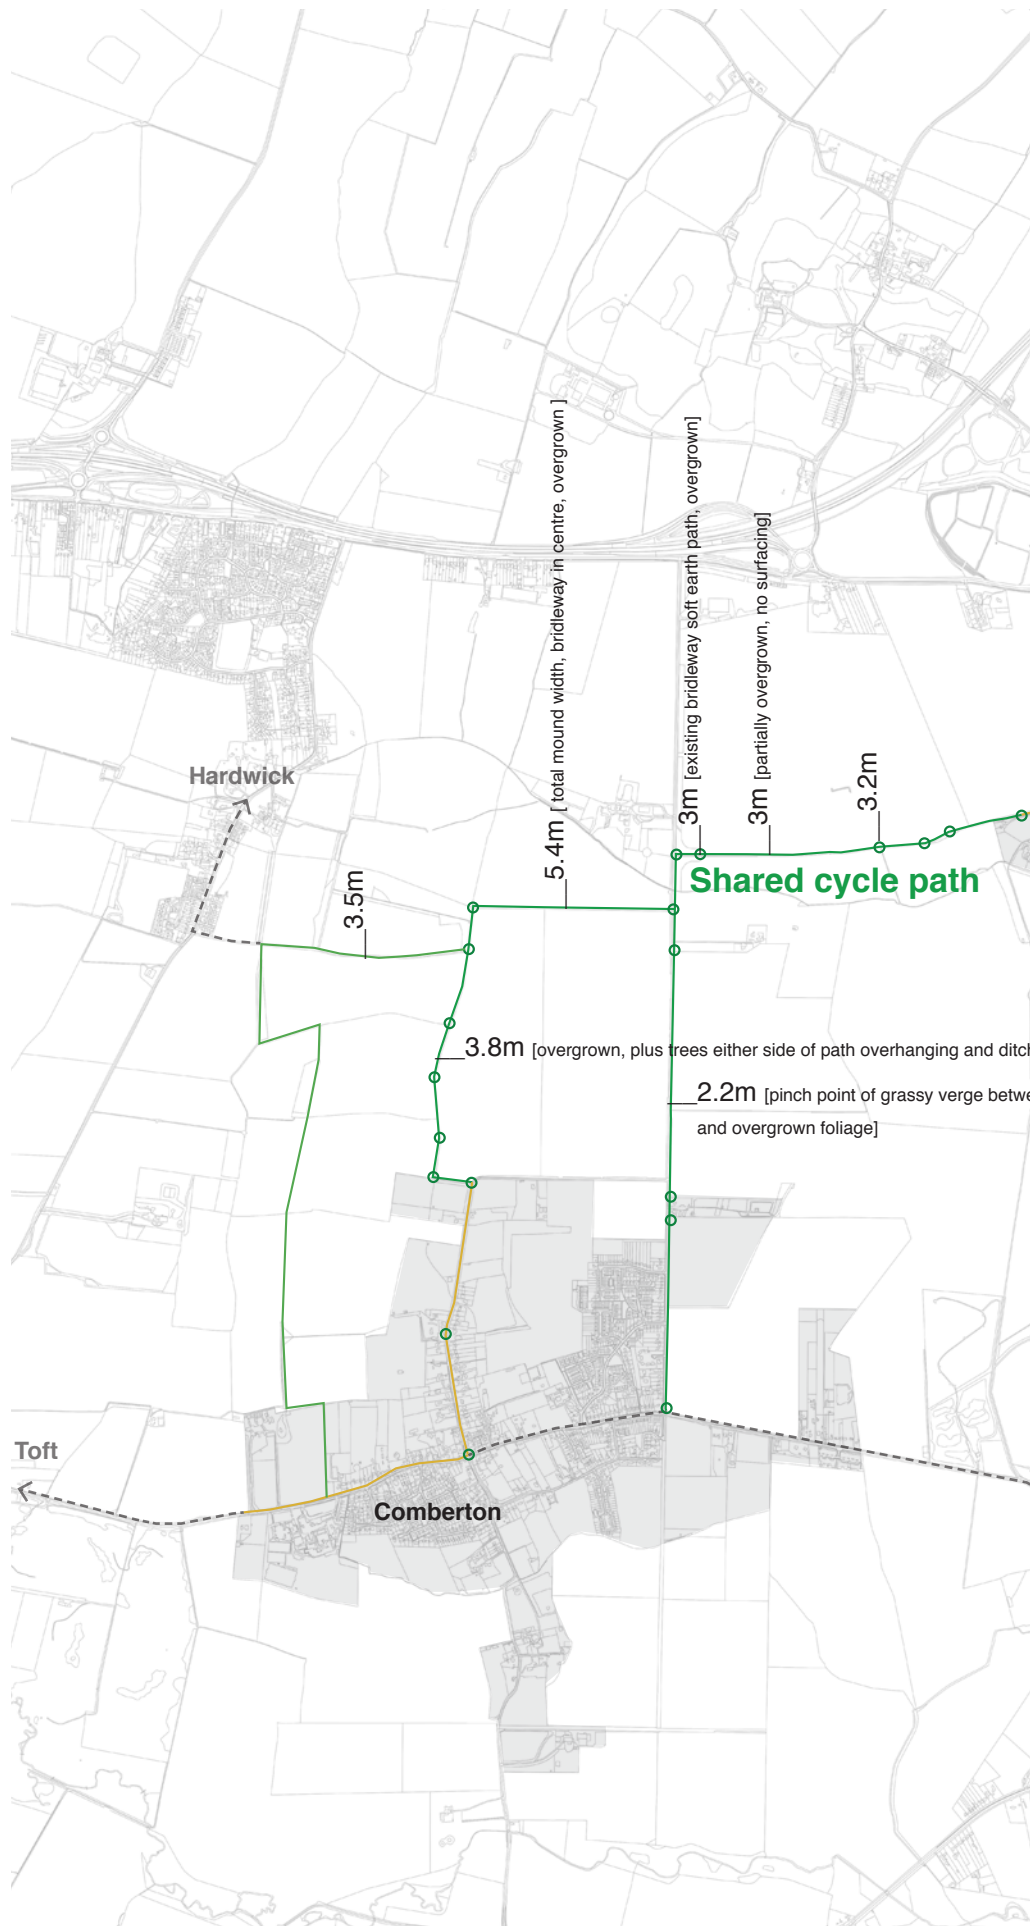 5.4m [ total mound width, bridleway in centre, overgrown ]
3m [existing bridleway soft earth path, overgrown]
3m [partially overgrown, no surfacing]
3.2m
Hardwick
3.5m
Shared cycle path
3.8m [overgrown, plus trees either side of path overhanging and ditch
2.2m [pinch point of grassy verge betwe
and overgrown foliage]
Toft
Comberton